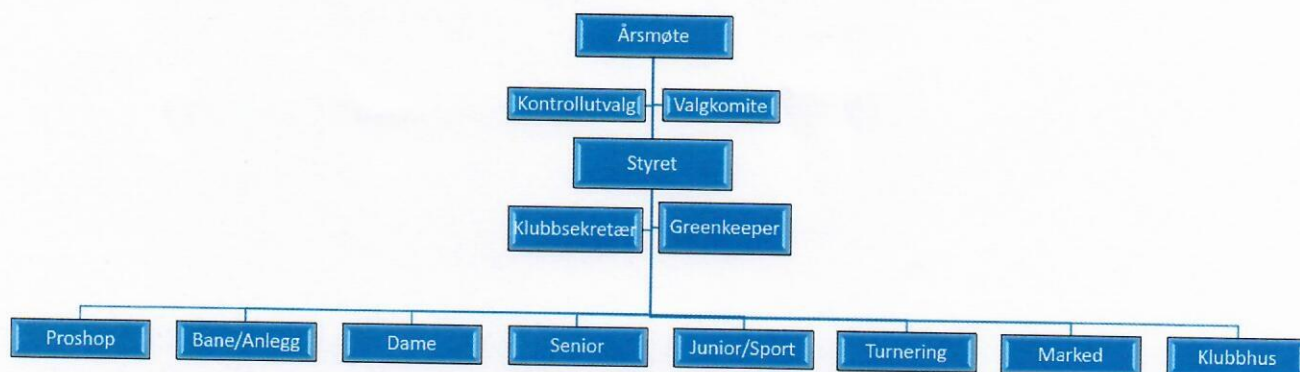 Årsmøte
Kontrollutvalg
Valgkomite
Styret
Klubbsekretær
Greenkeeper
Proshop
Bane/Anlegg
Dame
Senior
Junior/Sport
Turnering
Marked
Klubbhus